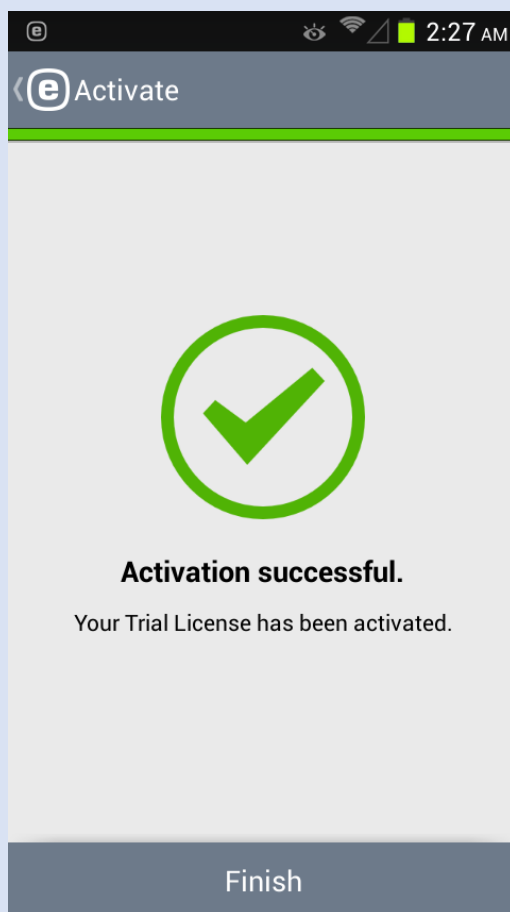 e 2:27 AM
e Activate
Activation successful.
Your Trial License has been activated.
Finish